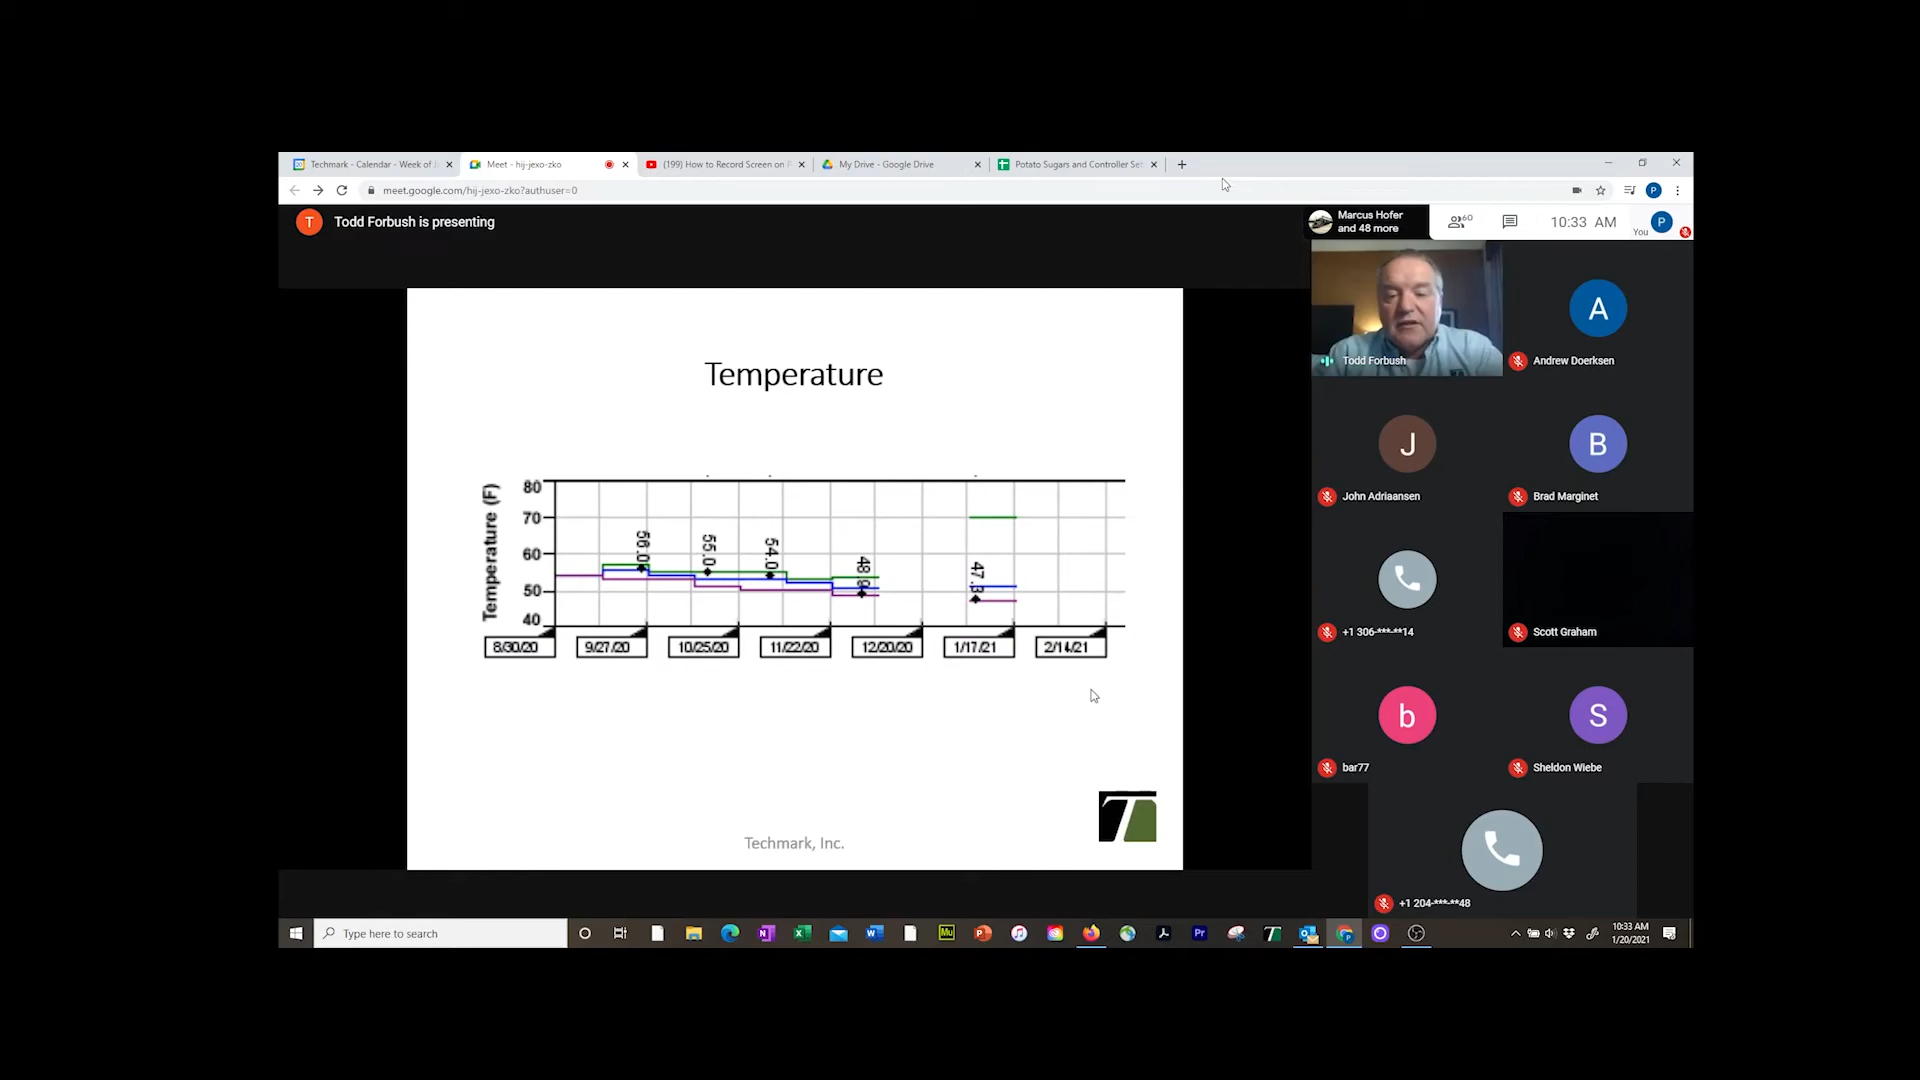 Techmark - Calendar - Week of J
Meet - hij-jexo-zko
(199) How to Record Screen on
My Drive - Google Drive
Potato Sugars and Controller Set
meet.google.com/hij-jexo-zko?authuser=0
T
Todd Forbush is presenting
Marcus Hofer
and 48 more
60
10:33 AM
You
P
P
Temperature
Temperature (F)
80
70
60
50
40
56.0
55.0
54.0
47.3
8/30/20
9/27/20
10/25/20
11/22/20
12/20/20
1/17/21
2/14/21
Techmark, Inc.
T
Todd Forbush
A
Andrew Doerksen
J
John Adriaansen
B
Brad Marginet
+1 306-***-**14
Scott Graham
b
bar77
S
Sheldon Wiebe
+1 204-***-**48
Type here to search
Mu
Pr
10:33 AM
1/20/2021